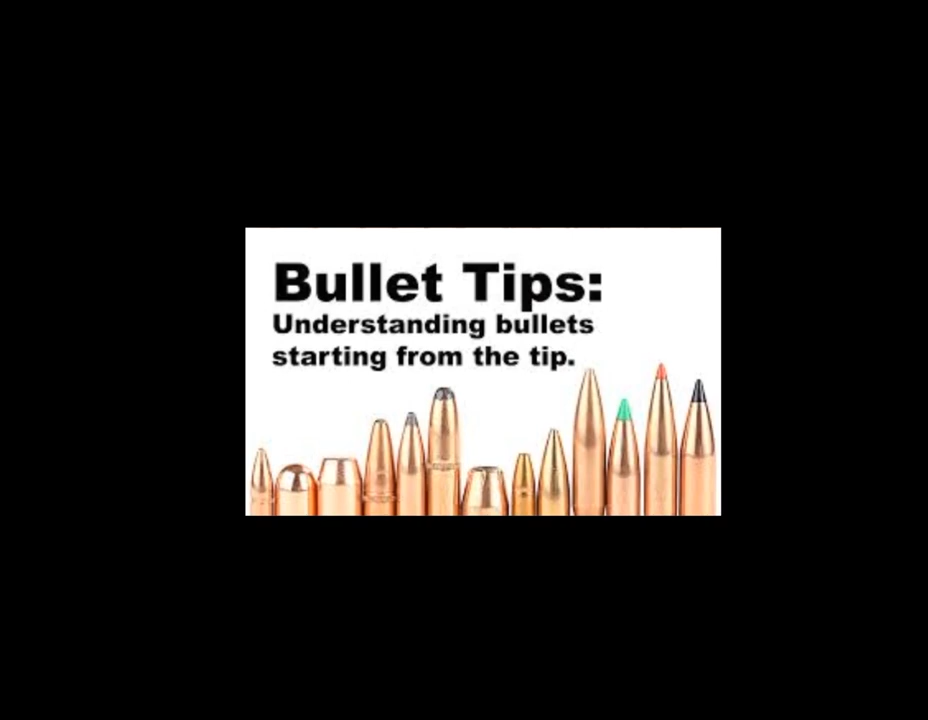 Bullet Tips:
Understanding bullets
starting from the tip.